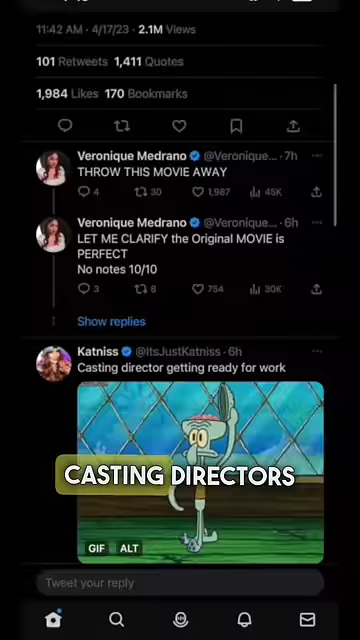 11:42 AM · 4/17/23 · 2.1M Views
101 Retweets 1,411 Quotes
1,984 Likes 170 Bookmarks
Veronique Medrano @Veronique... · 7h
THROW THIS MOVIE AWAY
4 30 1,987 45K
Veronique Medrano @Veronique... · 6h
LET ME CLARIFY the Original MOVIE is
PERFECT
No notes 10/10
3 8 754 30K
Show replies
Katniss @ItsJustKatniss · 6h
Casting director getting ready for work
CASTING DIRECTORS
GIF ALT
Tweet your reply